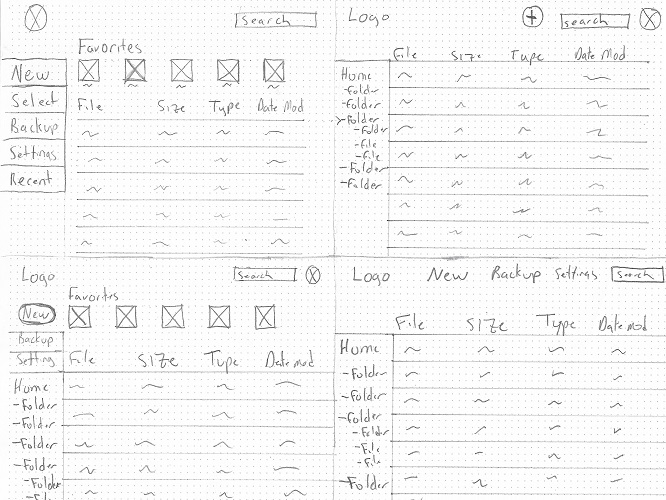 search
Favorites
New
Select
Backup
Settings
Recent
File Size Type Date Mod
Logo
search
File Size Type Date Mod
Home
-Folder
-Folder
-Folder
-Folder
-File
-File
-Folder
-Folder
Logo
search
New
Favorites
Backup
Setting
File Size Type Date mod
Home
-Folder
-Folder
-Folder
-Folder
-Folder
-File
Logo New Backup Settings search
File Size Type Date mod
Home
-Folder
-Folder
-Folder
-Folder
-File
-File
-Folder